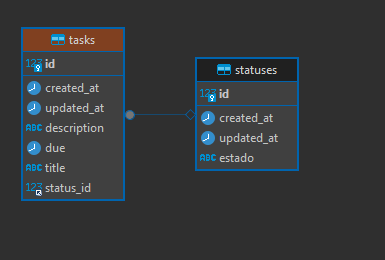 tasks
123 id
created_at
updated_at
ABC description
due
ABC title
123 status_id
statuses
123 id
created_at
updated_at
ABC estado